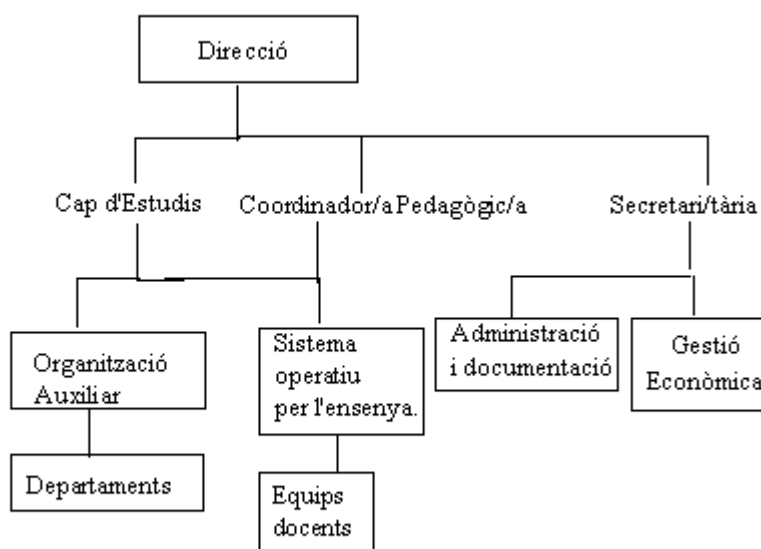 Direcció
Cap d'Estudis
Coordinador/a Pedagògic/a
Secretari/tària
Organització
Auxiliar
Sistema
operatiu
per l'ensenya.
Administració
i documentació
Gestió
Econòmica
Departaments
Equips
docents